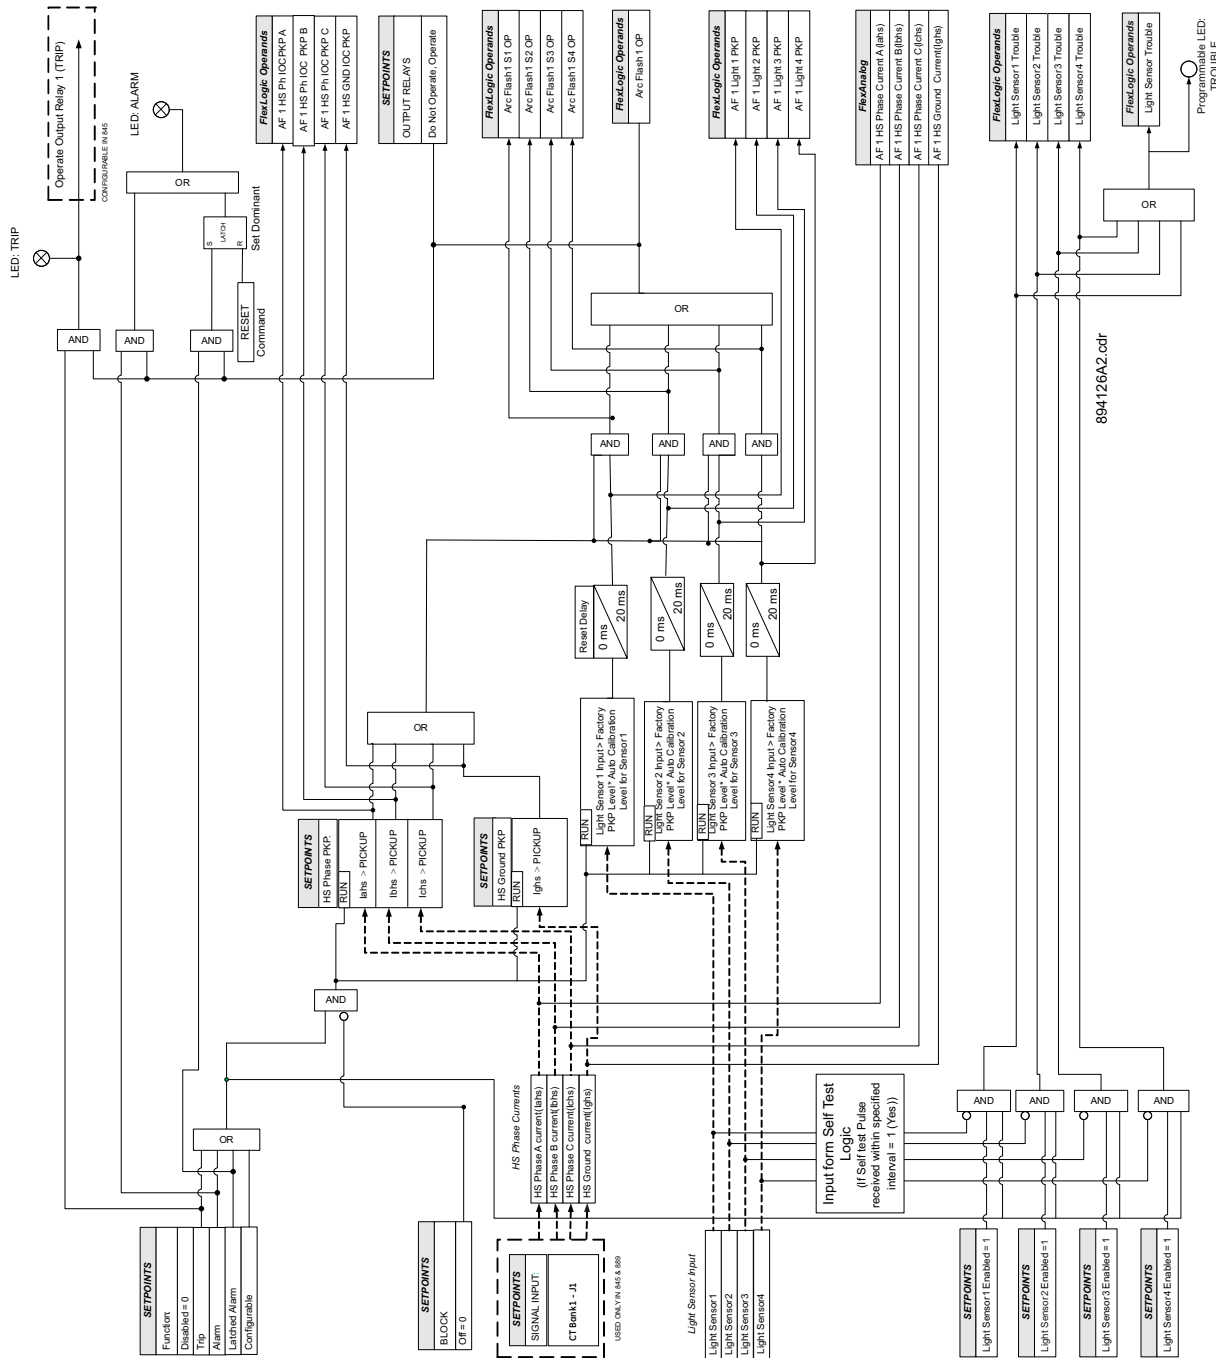 SETPOINTS
Function:
Disabled = 0
Trip
Alarm
Latched Alarm
Configurable
OR
SETPOINTS
BLOCK
Off = 0
AND
SETPOINTS
SIGNAL INPUT:
CT Bank1 - J1
USED ONLY IN 845 & 889
HS Phase Currents
HS Phase A current(Iahs)
HS Phase B current(Ibhs)
HS Phase C current(Ichs)
HS Ground current(Ighs)
Light Sensor Input
Light Sensor1
Light Sensor2
Light Sensor3
Light Sensor4
Input form Self Test
Logic
(If Self test Pulse
received within specified
interval = 1 (Yes))
SETPOINTS
Light Sensor1 Enabled = 1
SETPOINTS
Light Sensor2 Enabled = 1
SETPOINTS
Light Sensor3 Enabled = 1
SETPOINTS
Light Sensor4 Enabled = 1
AND
AND
AND
AND
SETPOINTS
HS Phase PKP:
RUN
Iahs > PICKUP
Ibhs > PICKUP
Ichs > PICKUP
SETPOINTS
HS Ground PKP
RUN
Ighs > PICKUP
OR
RUN
Light Sensor1 Input> Factory
PKP Level* Auto Calibration
Level for Sensor1
RUN
Light Sensor2 Input> Factory
PKP Level* Auto Calibration
Level for Sensor2
RUN
Light Sensor3 Input> Factory
PKP Level* Auto Calibration
Level for Sensor3
RUN
Light Sensor4 Input> Factory
PKP Level* Auto Calibration
Level for Sensor4
Reset Delay
0 ms
20 ms
0 ms
20 ms
0 ms
20 ms
0 ms
20 ms
AND
AND
AND
AND
OR
AND
AND
AND
RESET
Command
S
LATCH
R
Set Dominant
OR
LED: TRIP
LED: ALARM
Operate Output Relay 1 (TRIP)
CONFIGURABLE IN 845
FlexLogic Operands
AF 1 HS Ph IOC PKP A
AF 1 HS Ph IOC PKP B
AF 1 HS Ph IOC PKP C
AF 1 HS GND IOC PKP
SETPOINTS
OUTPUT RELAYS
Do Not Operate, Operate
FlexLogic Operands
Arc Flash1 S1 OP
Arc Flash1 S2 OP
Arc Flash1 S3 OP
Arc Flash1 S4 OP
FlexLogic Operands
Arc Flash1 OP
FlexLogic Operands
AF 1 Light 1 PKP
AF 1 Light 2 PKP
AF 1 Light 3 PKP
AF 1 Light 4 PKP
FlexAnalog
AF 1 HS Phase Current A(Iahs)
AF 1 HS Phase Current B(Ibhs)
AF 1 HS Phase Current C(Ichs)
AF 1 HS Ground Current(Ighs)
FlexLogic Operands
Light Sensor1 Trouble
Light Sensor2 Trouble
Light Sensor3 Trouble
Light Sensor4 Trouble
FlexLogic Operands
Light Sensor Trouble
OR
Programmable LED:
TROUBLE
894126A2.cdr